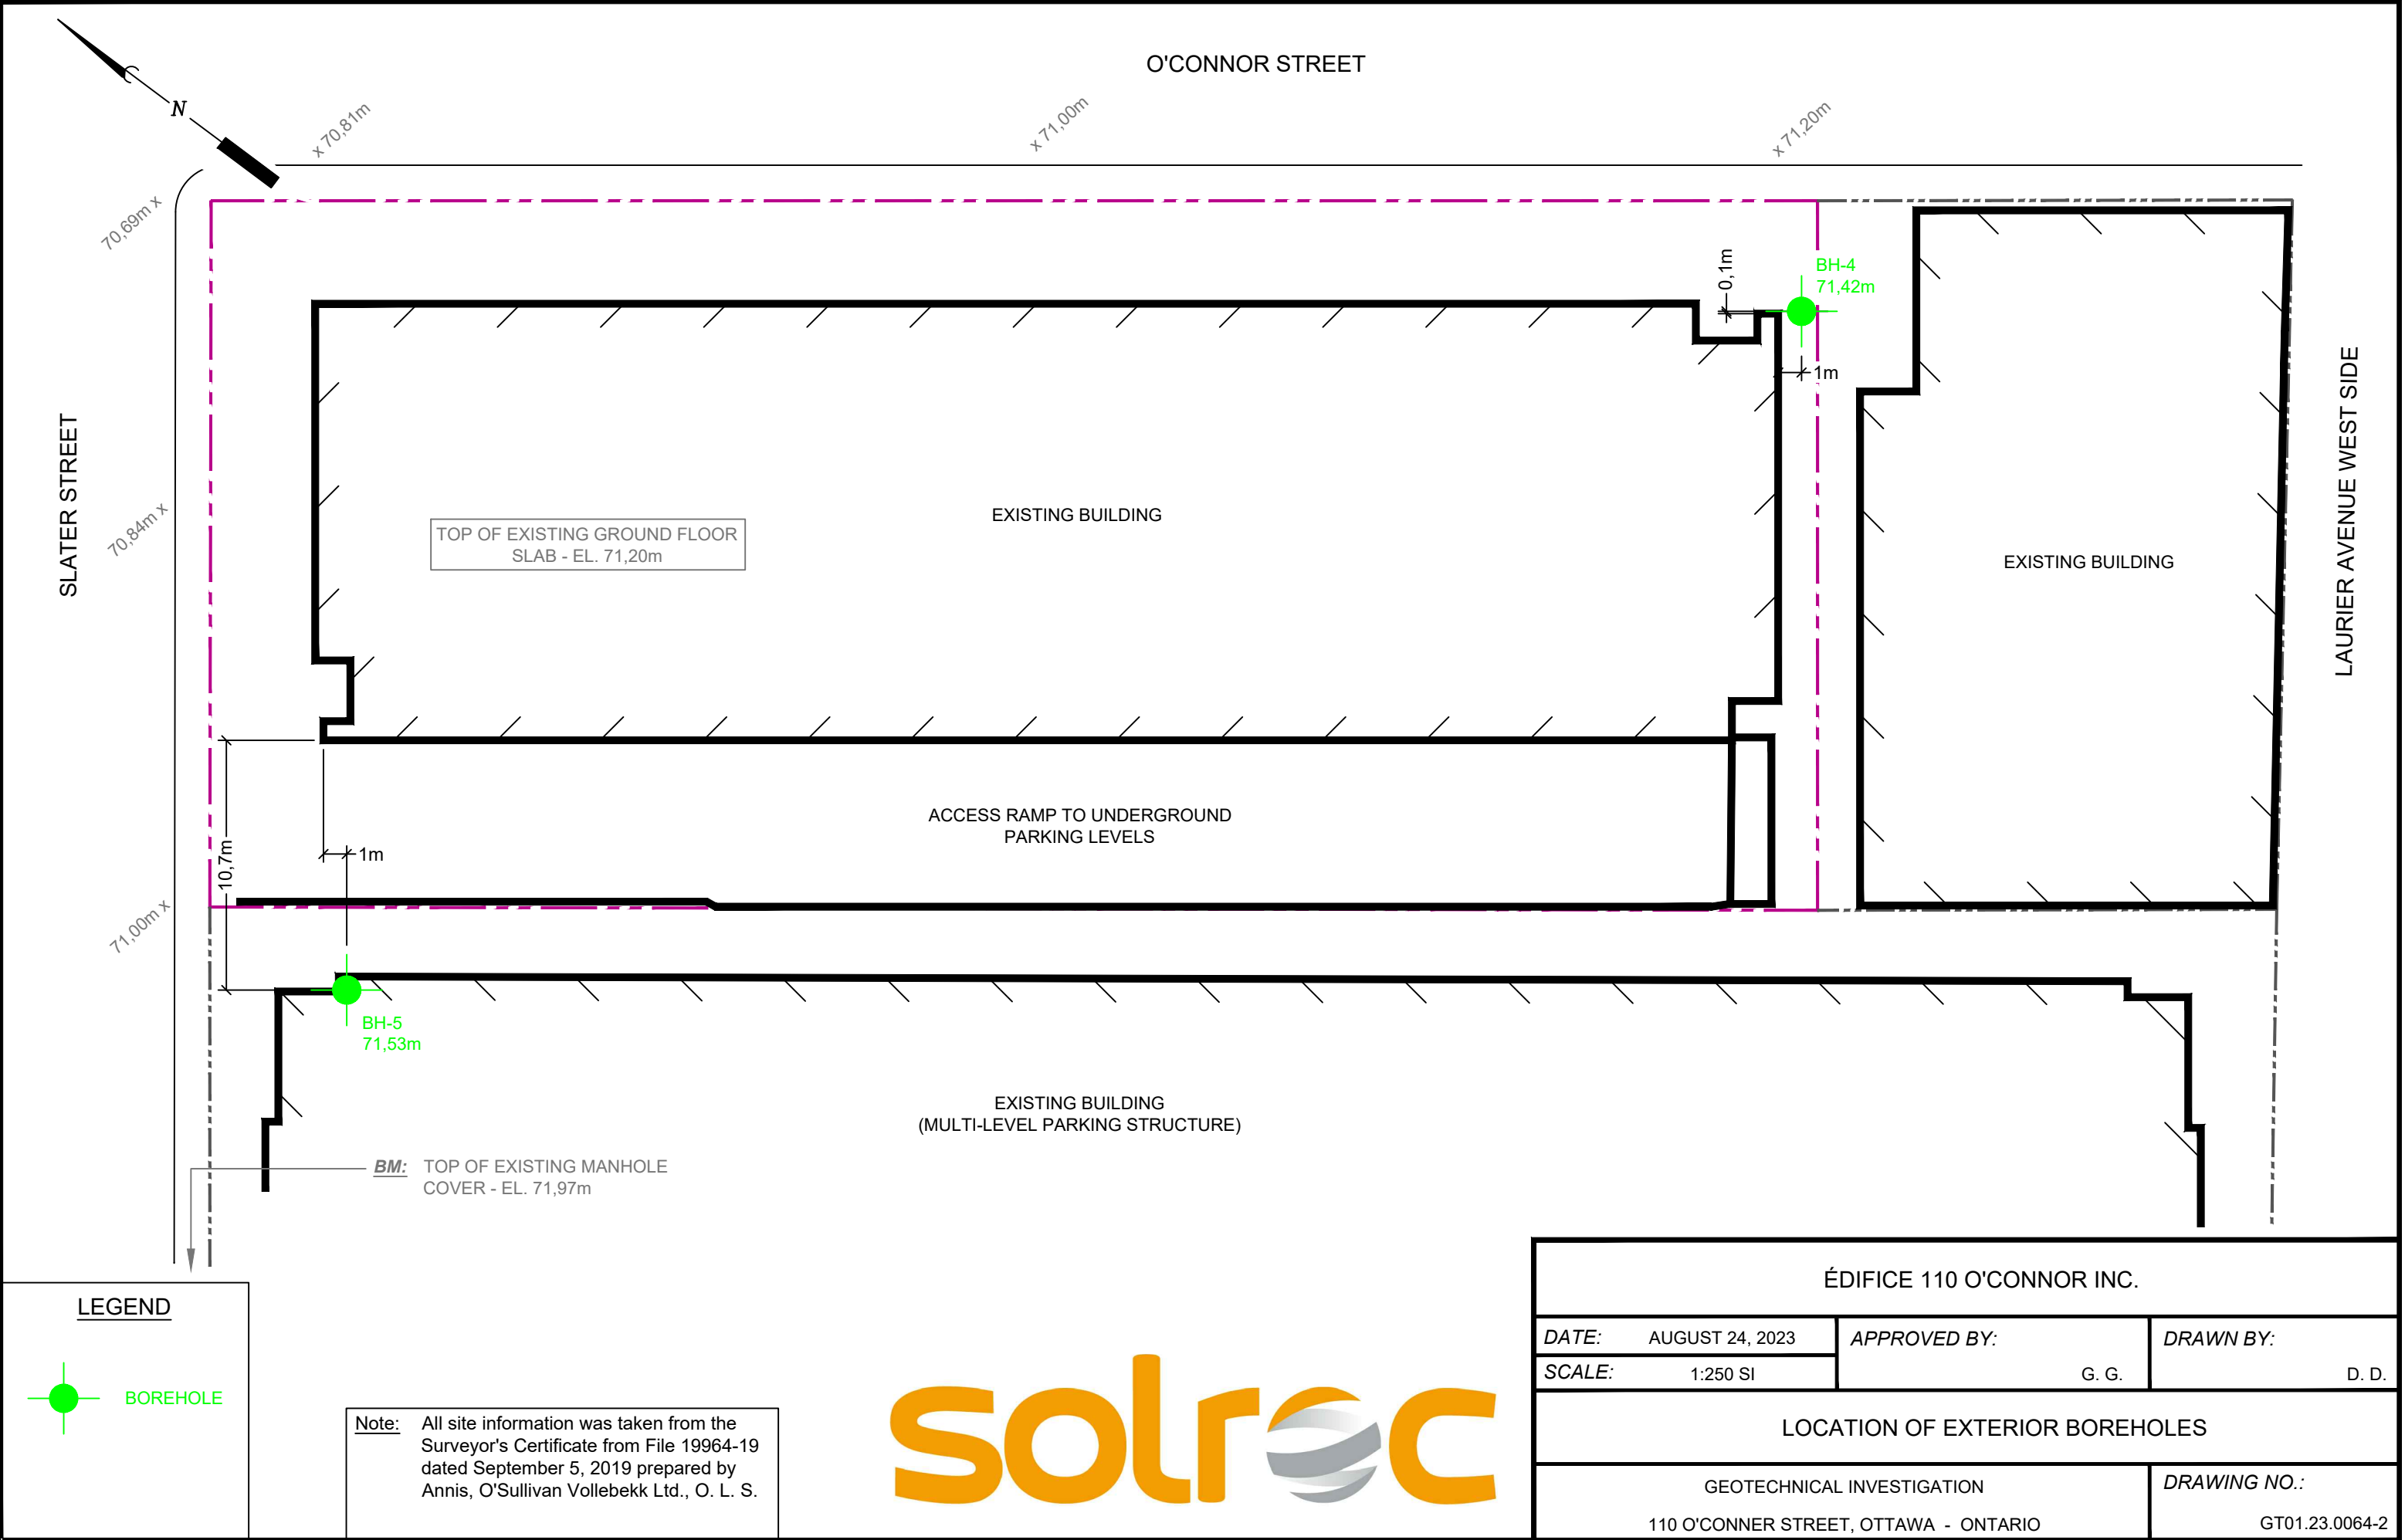 O'CONNOR STREET
N
x 70,81m
x 71,00m
x 71,20m
70,69m x
BH-4
71,42m
0,1m
1m
SLATER STREET
70,84m x
TOP OF EXISTING GROUND FLOOR
SLAB - EL. 71,20m
EXISTING BUILDING
EXISTING BUILDING
LAURIER AVENUE WEST SIDE
ACCESS RAMP TO UNDERGROUND
PARKING LEVELS
10,7m
1m
71,00m x
BH-5
71,53m
EXISTING BUILDING
(MULTI-LEVEL PARKING STRUCTURE)
BM: TOP OF EXISTING MANHOLE
COVER - EL. 71,97m
LEGEND
BOREHOLE
Note: All site information was taken from the
Surveyor's Certificate from File 19964-19
dated September 5, 2019 prepared by
Annis, O'Sullivan Vollebekk Ltd., O. L. S.
solroc
ÉDIFICE 110 O'CONNOR INC.
DATE: AUGUST 24, 2023
SCALE: 1:250 SI
APPROVED BY:
G. G.
DRAWN BY:
D. D.
LOCATION OF EXTERIOR BOREHOLES
GEOTECHNICAL INVESTIGATION
110 O'CONNER STREET, OTTAWA - ONTARIO
DRAWING NO.:
GT01.23.0064-2